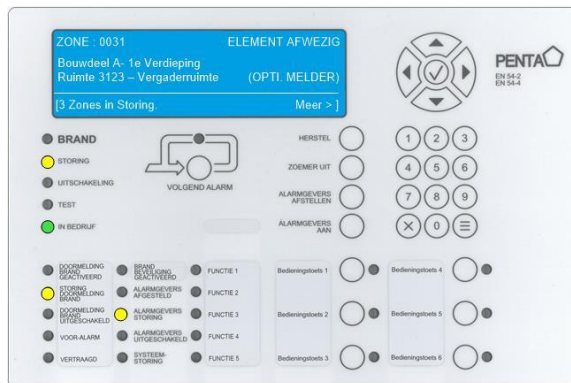 ZONE : 0031 ELEMENT AFWEZIG
Bouwdeel A- 1e Verdieping
Ruimte 3123 – Vergaderruimte (OPTI. MELDER)
[3 Zones in Storing. Meer > ]
PENTA
EN 54-2
EN 54-4
BRAND
STORING
UITSCHAKELING
TEST
IN BEDRIJF
VOLGEND ALARM
HERSTEL
ZOEMER UIT
ALARMGEVERS
AFSTELLEN
ALARMGEVERS
AAN
1 2 3
4 5 6
7 8 9
0
DOORMELDING
BRAND
GEACTIVEERD
STORING
DOORMELDING
BRAND
DOORMELDING
BRAND
UITGESCHAKELD
VOOR-ALARM
VERTRAAGD
BRAND
BEVEILIGING
GEACTIVEERD
ALARMGEVERS
AFGESTELD
ALARMGEVERS
STORING
ALARMGEVERS
UITGESCHAKELD
SYSTEEM-
STORING
FUNCTIE 1
FUNCTIE 2
FUNCTIE 3
FUNCTIE 4
FUNCTIE 5
Bedieningstoets 1
Bedieningstoets 2
Bedieningstoets 3
Bedieningstoets 4
Bedieningstoets 5
Bedieningstoets 6